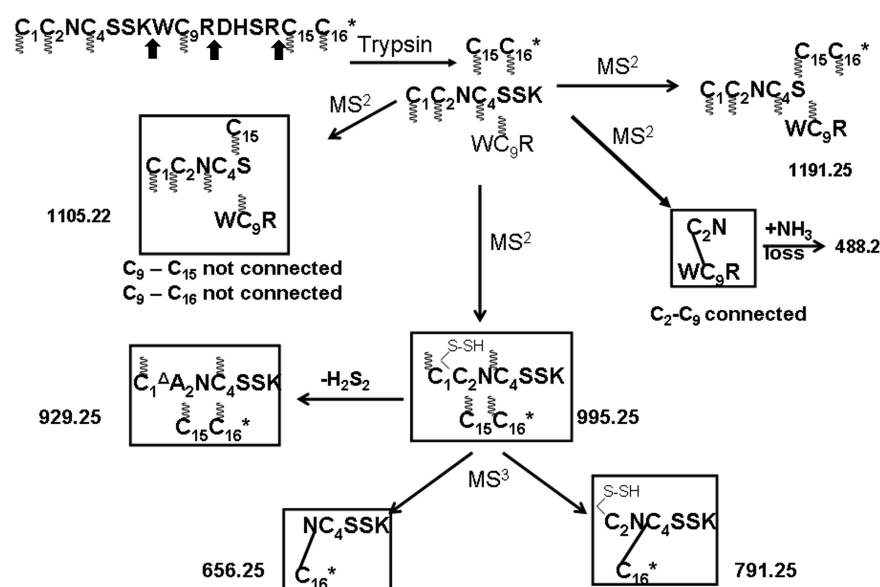 C₁C₂NC₄SSKWC₉RDHSRC₁₅C₁₆*
Trypsin
C₁₅C₁₆*
C₁C₂NC₄SSK
WC₉R
MS²
C₁₅C₁₆*
C₁C₂NC₄S
WC₉R
1191.25
MS²
C₁₅
C₁C₂NC₄S
WC₉R
1105.22
C₉ – C₁₅ not connected
C₉ – C₁₆ not connected
MS²
C₂N
WC₉R
+NH₃
loss
488.2
C₂-C₉ connected
MS²
S-SH
C₁C₂NC₄SSK
C₁₅C₁₆*
995.25
-H₂S₂
C₁ᐞA₂NC₄SSK
C₁₅C₁₆*
929.25
MS³
NC₄SSK
C₁₆*
656.25
S-SH
C₂NC₄SSK
C₁₆*
791.25